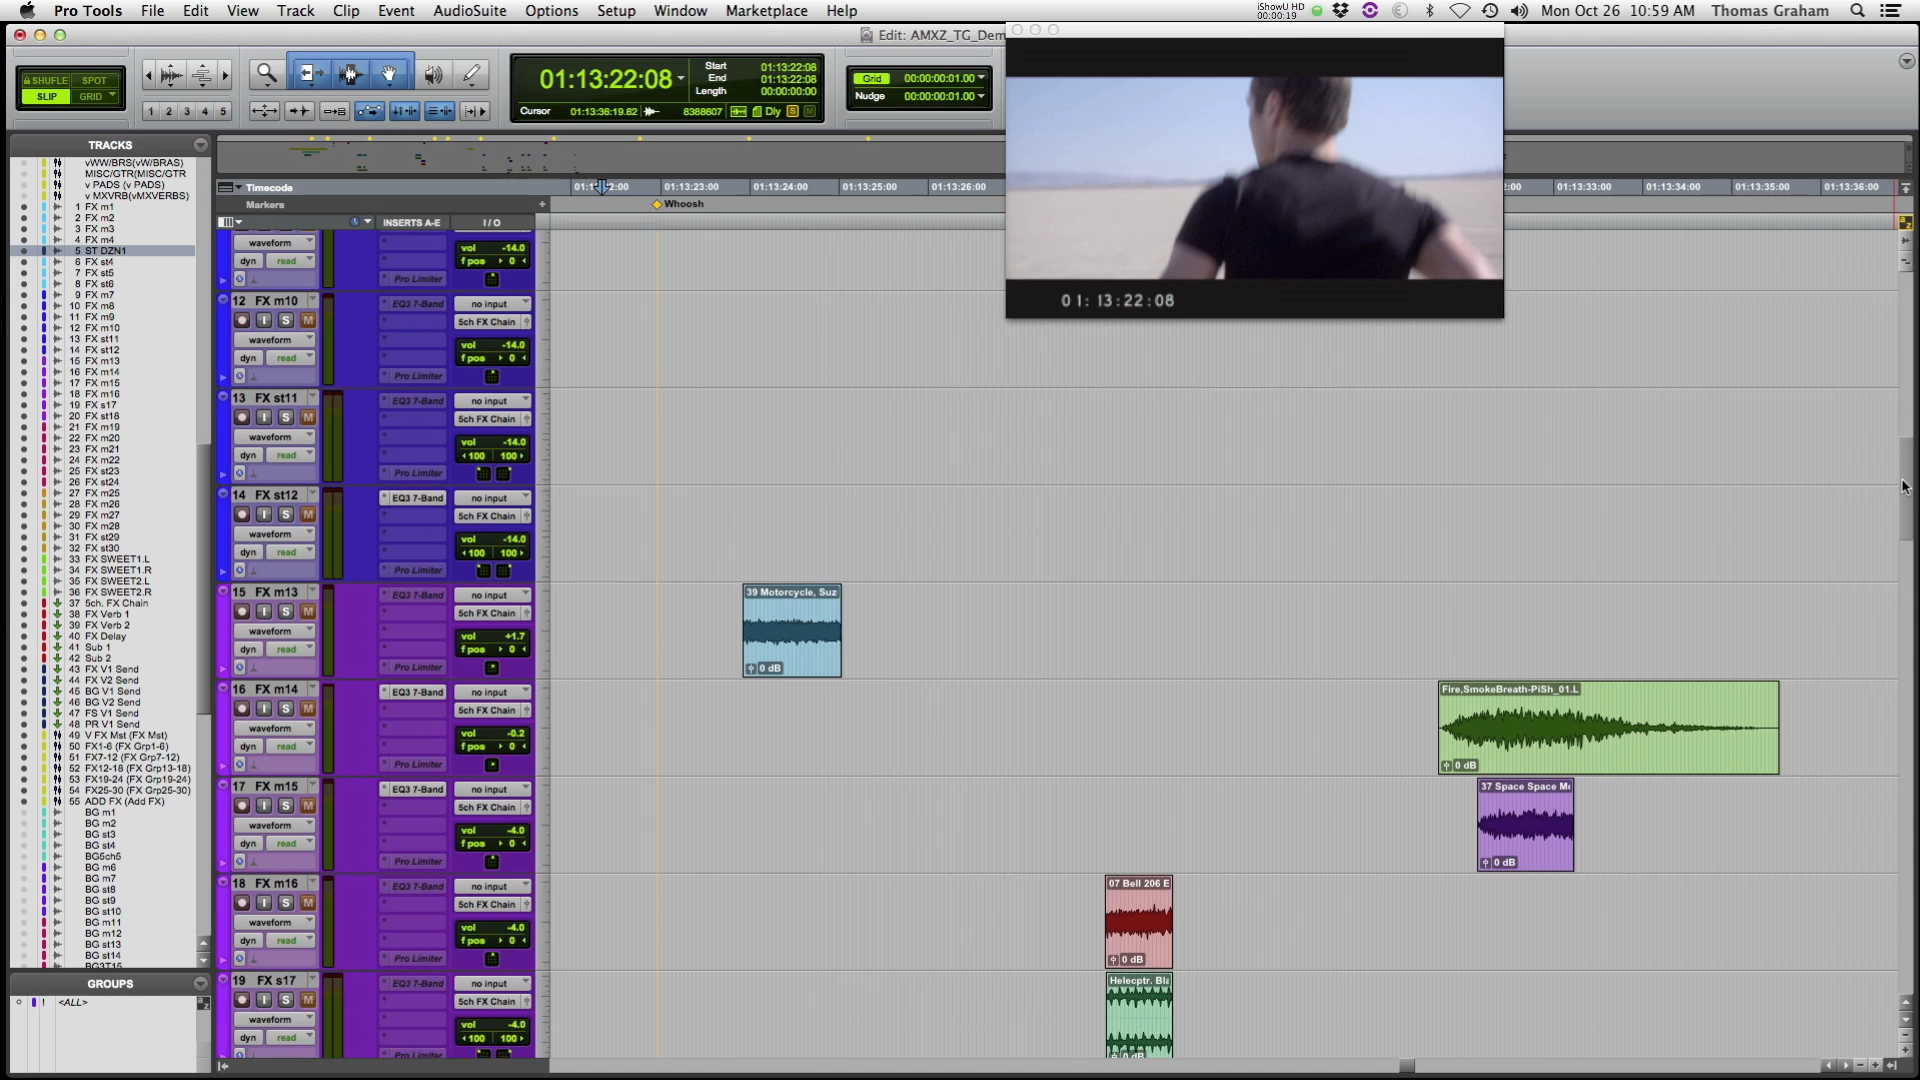 Pro Tools File Edit View Track Clip Event AudioSuite Options Setup Window Marketplace Help
iShowU HD
00:00:19
Mon Oct 26 10:59 AM Thomas Graham
Edit: AMXZ_TG_Dem
SHUFFLE SPOT
SLIP GRID
1 2 3 4 5
01:13:22:08
Start 01:13:22:08
End 01:13:22:08
Length 00:00:00:00
Cursor 01:13:36:19.62 8388607 Dly S M
Grid 00:00:00:01.00
Nudge 00:00:00:01.00
01:13:22:08
TRACKS
vWW/BRS(vW/BRAS)
MISC/GTR(MISC/GTR
v PADS (v PADS)
v MXVRB(vMXVERBS)
1 FX m1
2 FX m2
3 FX m3
4 FX m4
5 ST DZN1
6 FX st4
7 FX st5
8 FX st6
9 FX m7
10 FX m8
11 FX m9
12 FX m10
13 FX st11
14 FX st12
15 FX m13
16 FX m14
17 FX m15
18 FX m16
19 FX s17
20 FX st18
21 FX m19
22 FX m20
23 FX m21
24 FX m22
25 FX st23
26 FX st24
27 FX m25
28 FX m26
29 FX m27
30 FX m28
31 FX st29
32 FX st30
33 FX SWEET1.L
34 FX SWEET1.R
35 FX SWEET2.L
36 FX SWEET2.R
37 5ch. FX Chain
38 FX Verb 1
39 FX Verb 2
40 FX Delay
41 Sub 1
42 Sub 2
43 FX V1 Send
44 FX V2 Send
45 BG V1 Send
46 BG V2 Send
47 FS V1 Send
48 PR V1 Send
49 V FX Mst (FX Mst)
50 FX1-6 (FX Grp1-6)
51 FX7-12 (FX Grp7-12)
52 FX12-18 (FX Grp13-18)
53 FX19-24 (FX Grp19-24)
54 FX25-30 (FX Grp25-30)
55 ADD FX (Add FX)
BG m1
BG m2
BG st3
BG st4
BG5ch5
BG m6
BG m7
BG st8
BG st9
BG st10
BG m11
BG m12
BG st13
BG st14
BG3T15
GROUPS
! <ALL>
Timecode 01:13:23:00 01:13:24:00 01:13:25:00 01:13:26:00 01:13:33:00 01:13:34:00 01:13:35:00 01:13:36:00
Markers Whoosh
INSERTS A-E I / O
waveform vol -14.0
dyn read f pos 0
Pro Limiter
12 FX m10 EQ3 7-Band no input
I S M 5ch FX Chain
waveform vol -14.0
dyn read f pos 0
Pro Limiter
13 FX st11 EQ3 7-Band no input
I S M 5ch FX Chain
waveform vol -14.0
dyn read 100 100
Pro Limiter
14 FX st12 EQ3 7-Band no input
I S M 5ch FX Chain
waveform vol -14.0
dyn read 100 100
Pro Limiter
15 FX m13 EQ3 7-Band no input
I S M 5ch FX Chain
waveform vol +1.7
dyn read f pos 0
Pro Limiter
39 Motorcycle, Suz
0 dB
16 FX m14 EQ3 7-Band no input
I S M 5ch FX Chain
waveform vol -0.2
dyn read f pos 0
Pro Limiter
Fire,SmokeBreath-PiSh_01.L
0 dB
17 FX m15 EQ3 7-Band no input
I S M 5ch FX Chain
waveform vol -4.0
dyn read f pos 0
Pro Limiter
37 Space Space
0 dB
18 FX m16 EQ3 7-Band no input
I S M 5ch FX Chain
waveform vol -4.0
dyn read f pos 0
Pro Limiter
07 Bell 206 E
0 dB
19 FX s17 EQ3 7-Band no input
I S M 5ch FX Chain
waveform vol -4.0
dyn read 100 100
Pro Limiter
Helecptr. Bla
0 dB